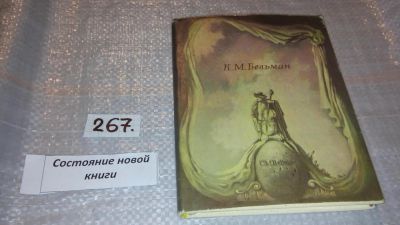 К. М. Бельман
267.
Состояние новой
книги